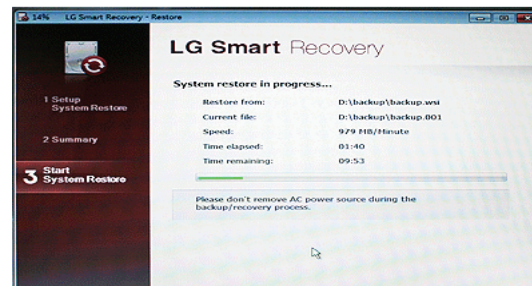 14% LG Smart Recovery - Restore
LG Smart Recovery
System restore in progress...
Restore from: D:\backup\backup.wsi
Current file: D:\backup\backup.001
Speed: 979 MB/Minute
Time elapsed: 01:40
Time remaining: 09:53
Please don't remove AC power source during the
backup/recovery process.
1 Setup
System Restore
2 Summary
3 Start
System Restore